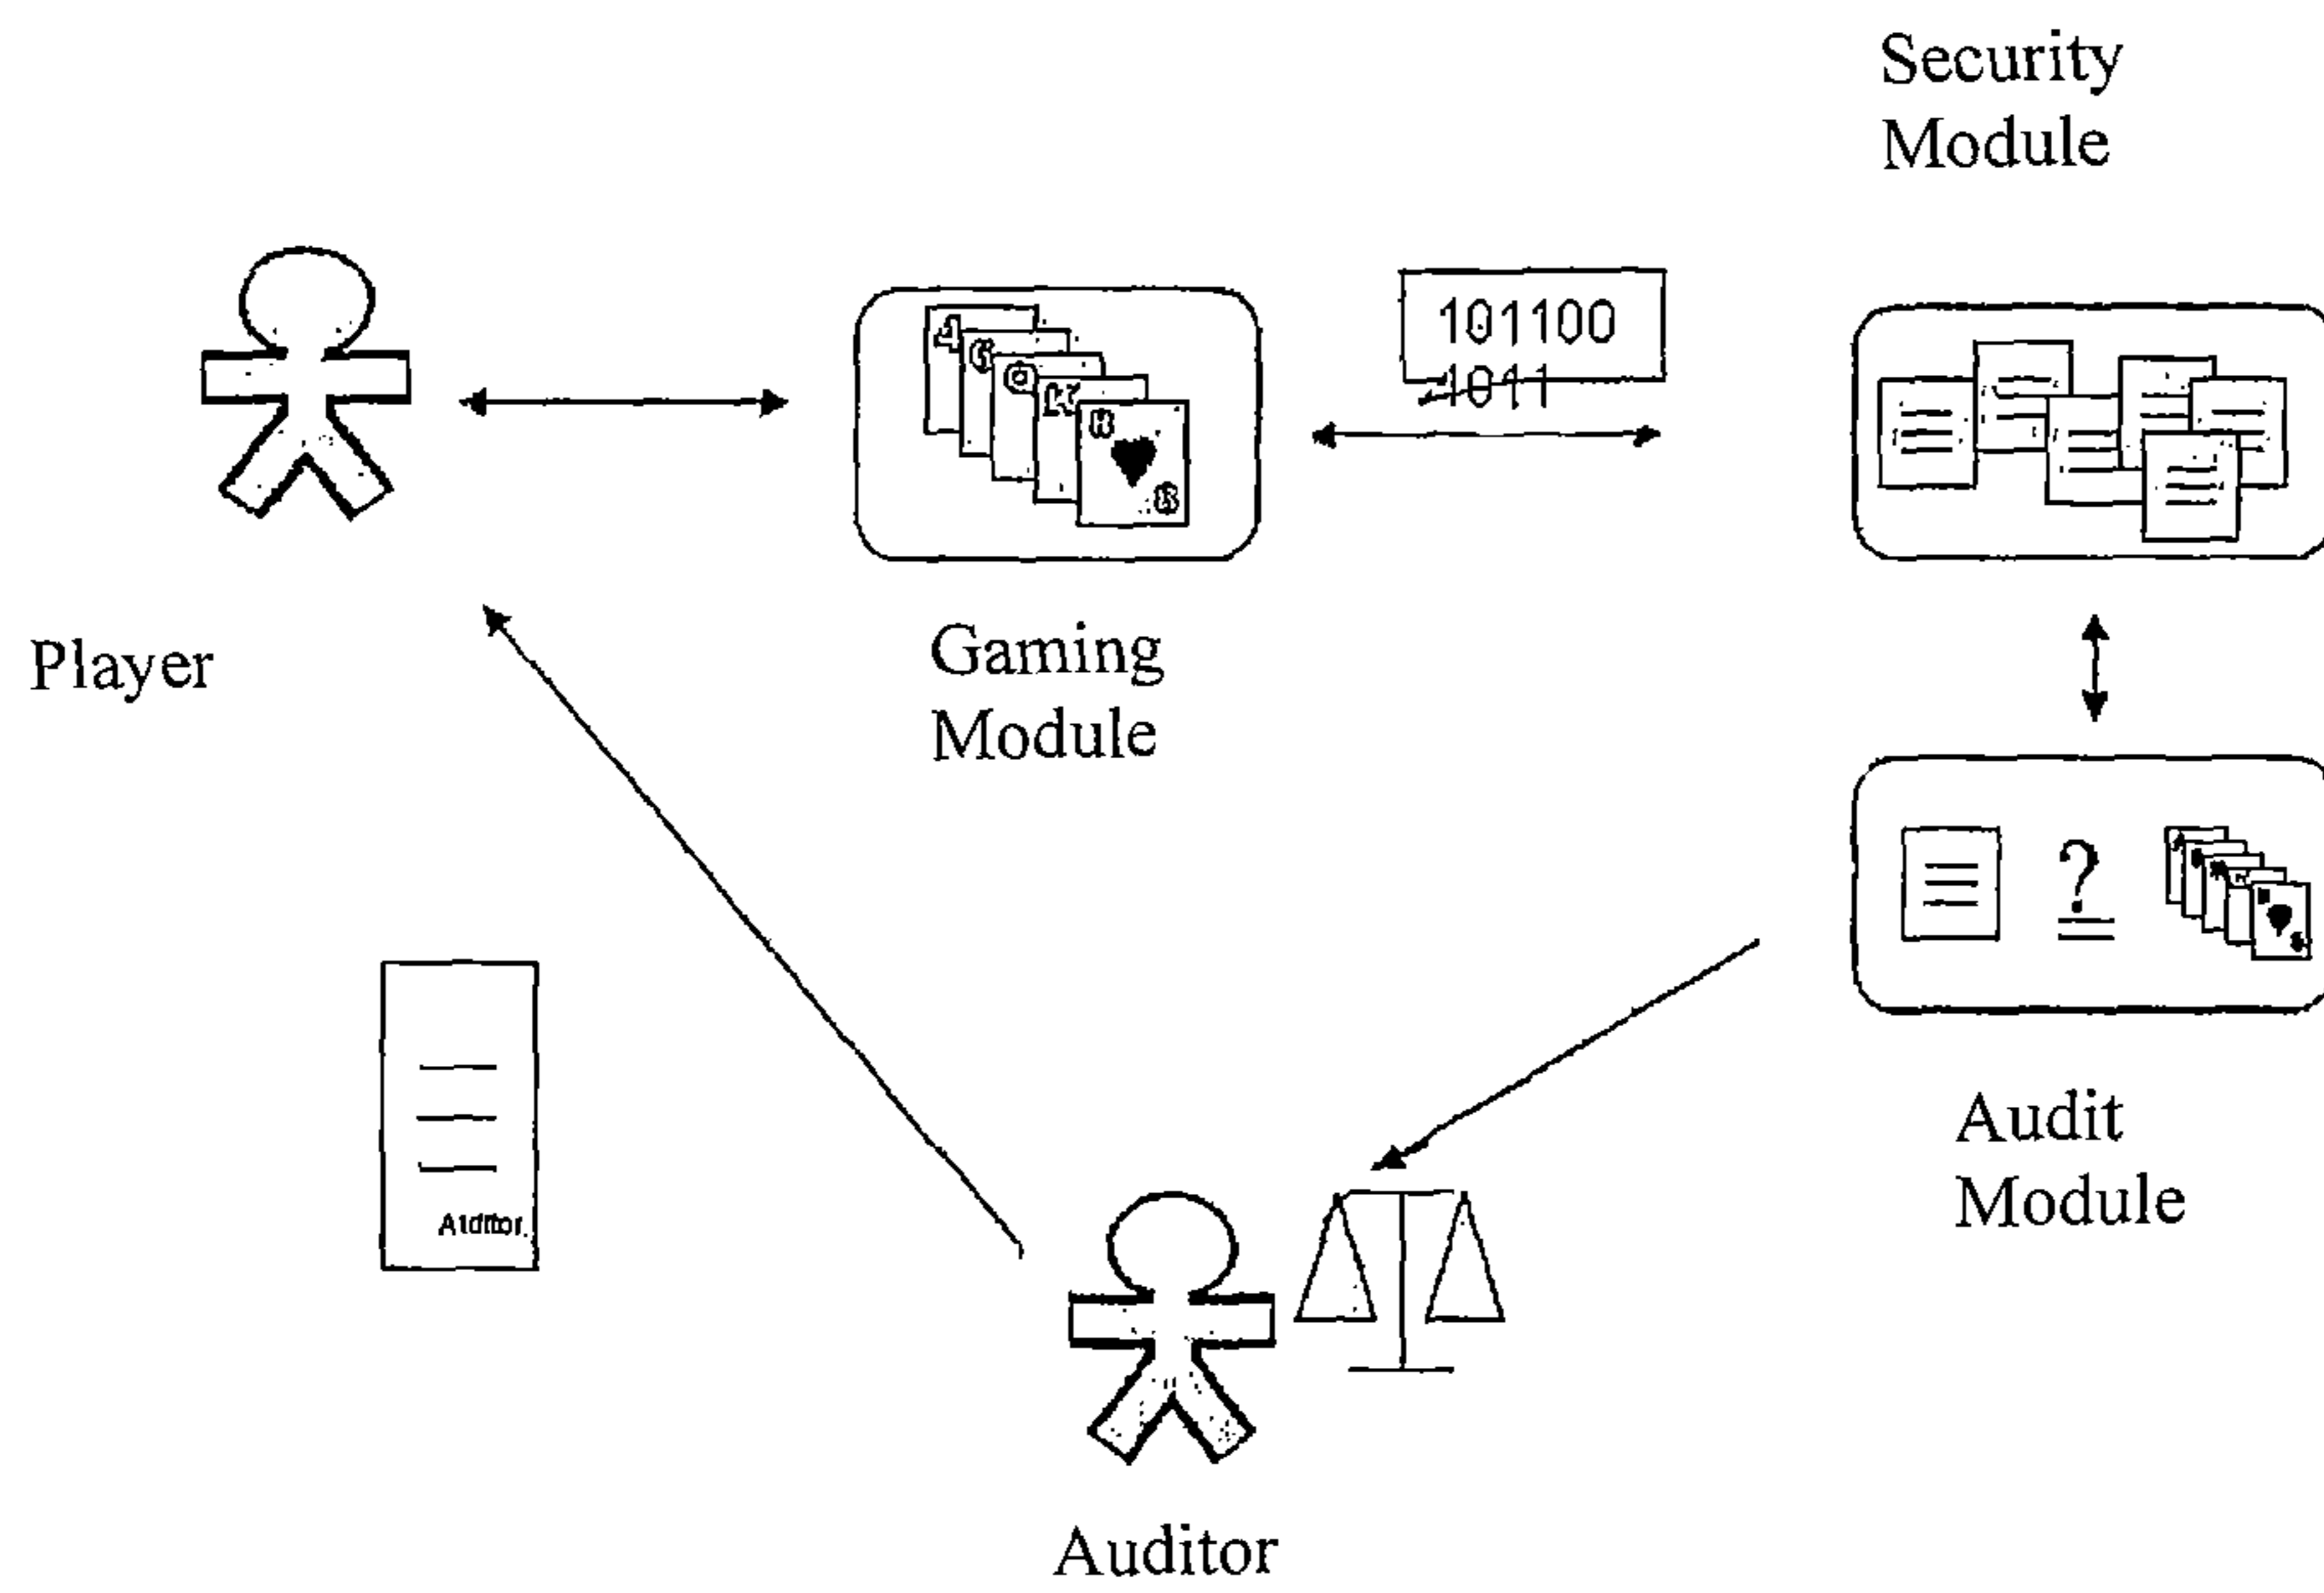 Security
Module
101100
1011
Player
Gaming
Module
?
Audit
Module
Auditor
Auditor